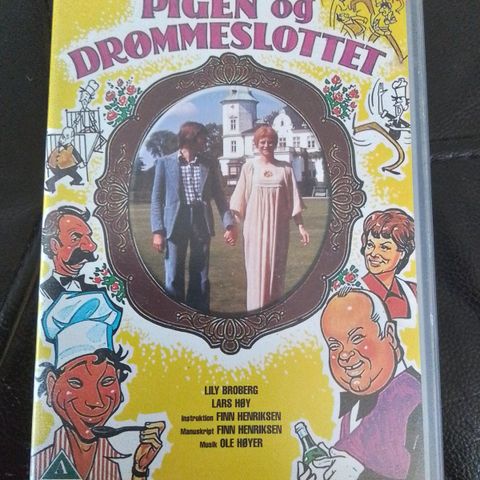 PIGEN og
DRØMMESLOTTET
LILY BROBERG
LARS HØY
Instruktion FINN HENRIKSEN
Manuskript FINN HENRIKSEN
Musik OLE HØYER
A